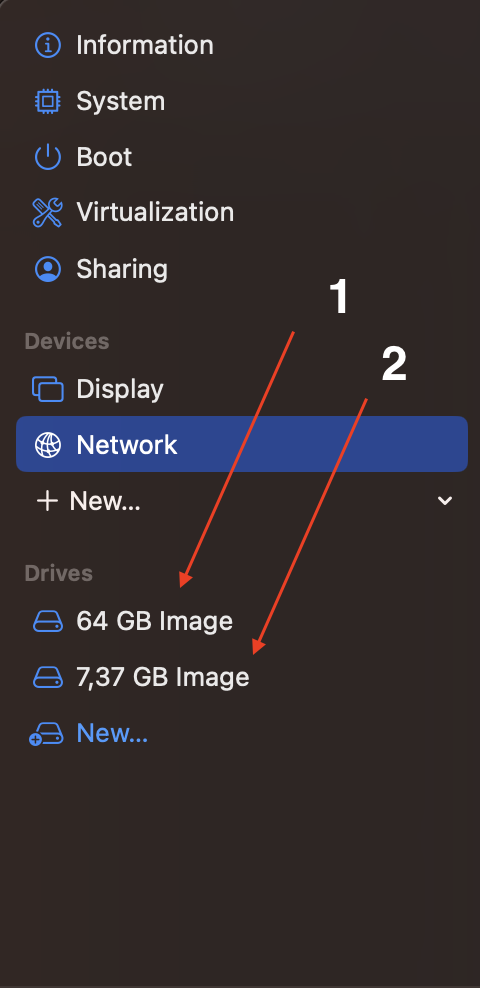 Information
System
Boot
Virtualization
Sharing
1
Devices
2
Display
Network
New...
Drives
64 GB Image
7,37 GB Image
New...